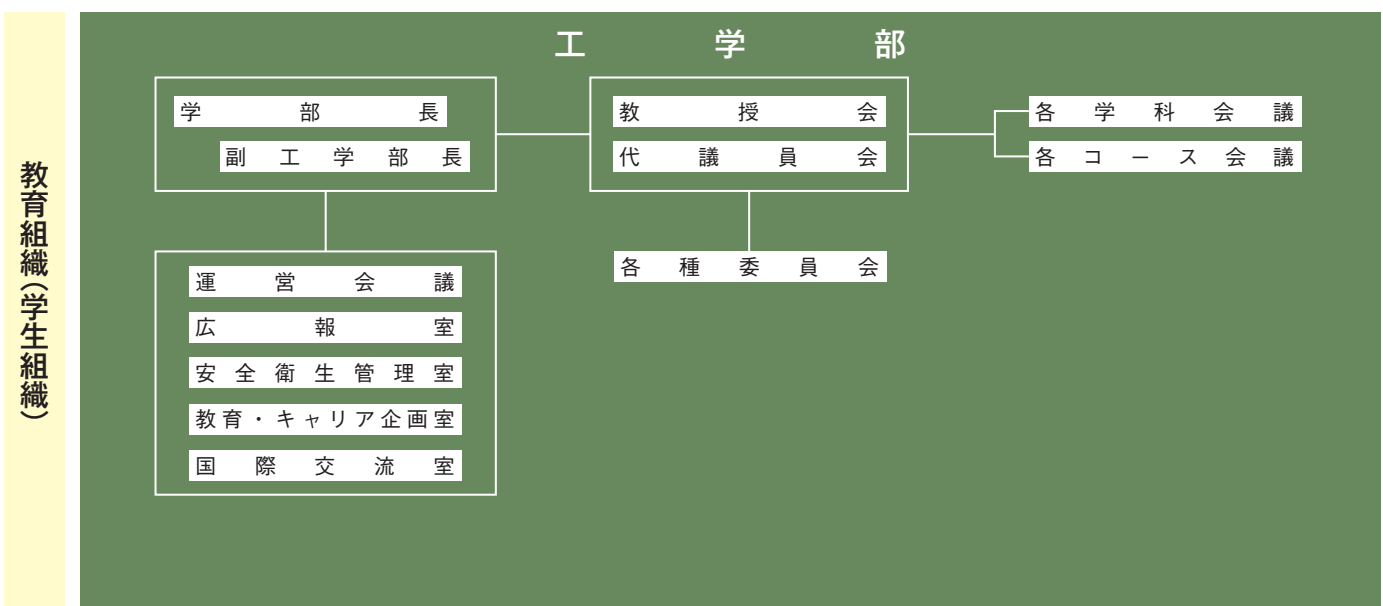 教育組織(学生組織)
工学部
学部長
副工学部長
教授会
代議員会
各学科会議
各コース会議
各種委員会
運営会議
広報室
安全衛生管理室
教育・キャリア企画室
国際交流室